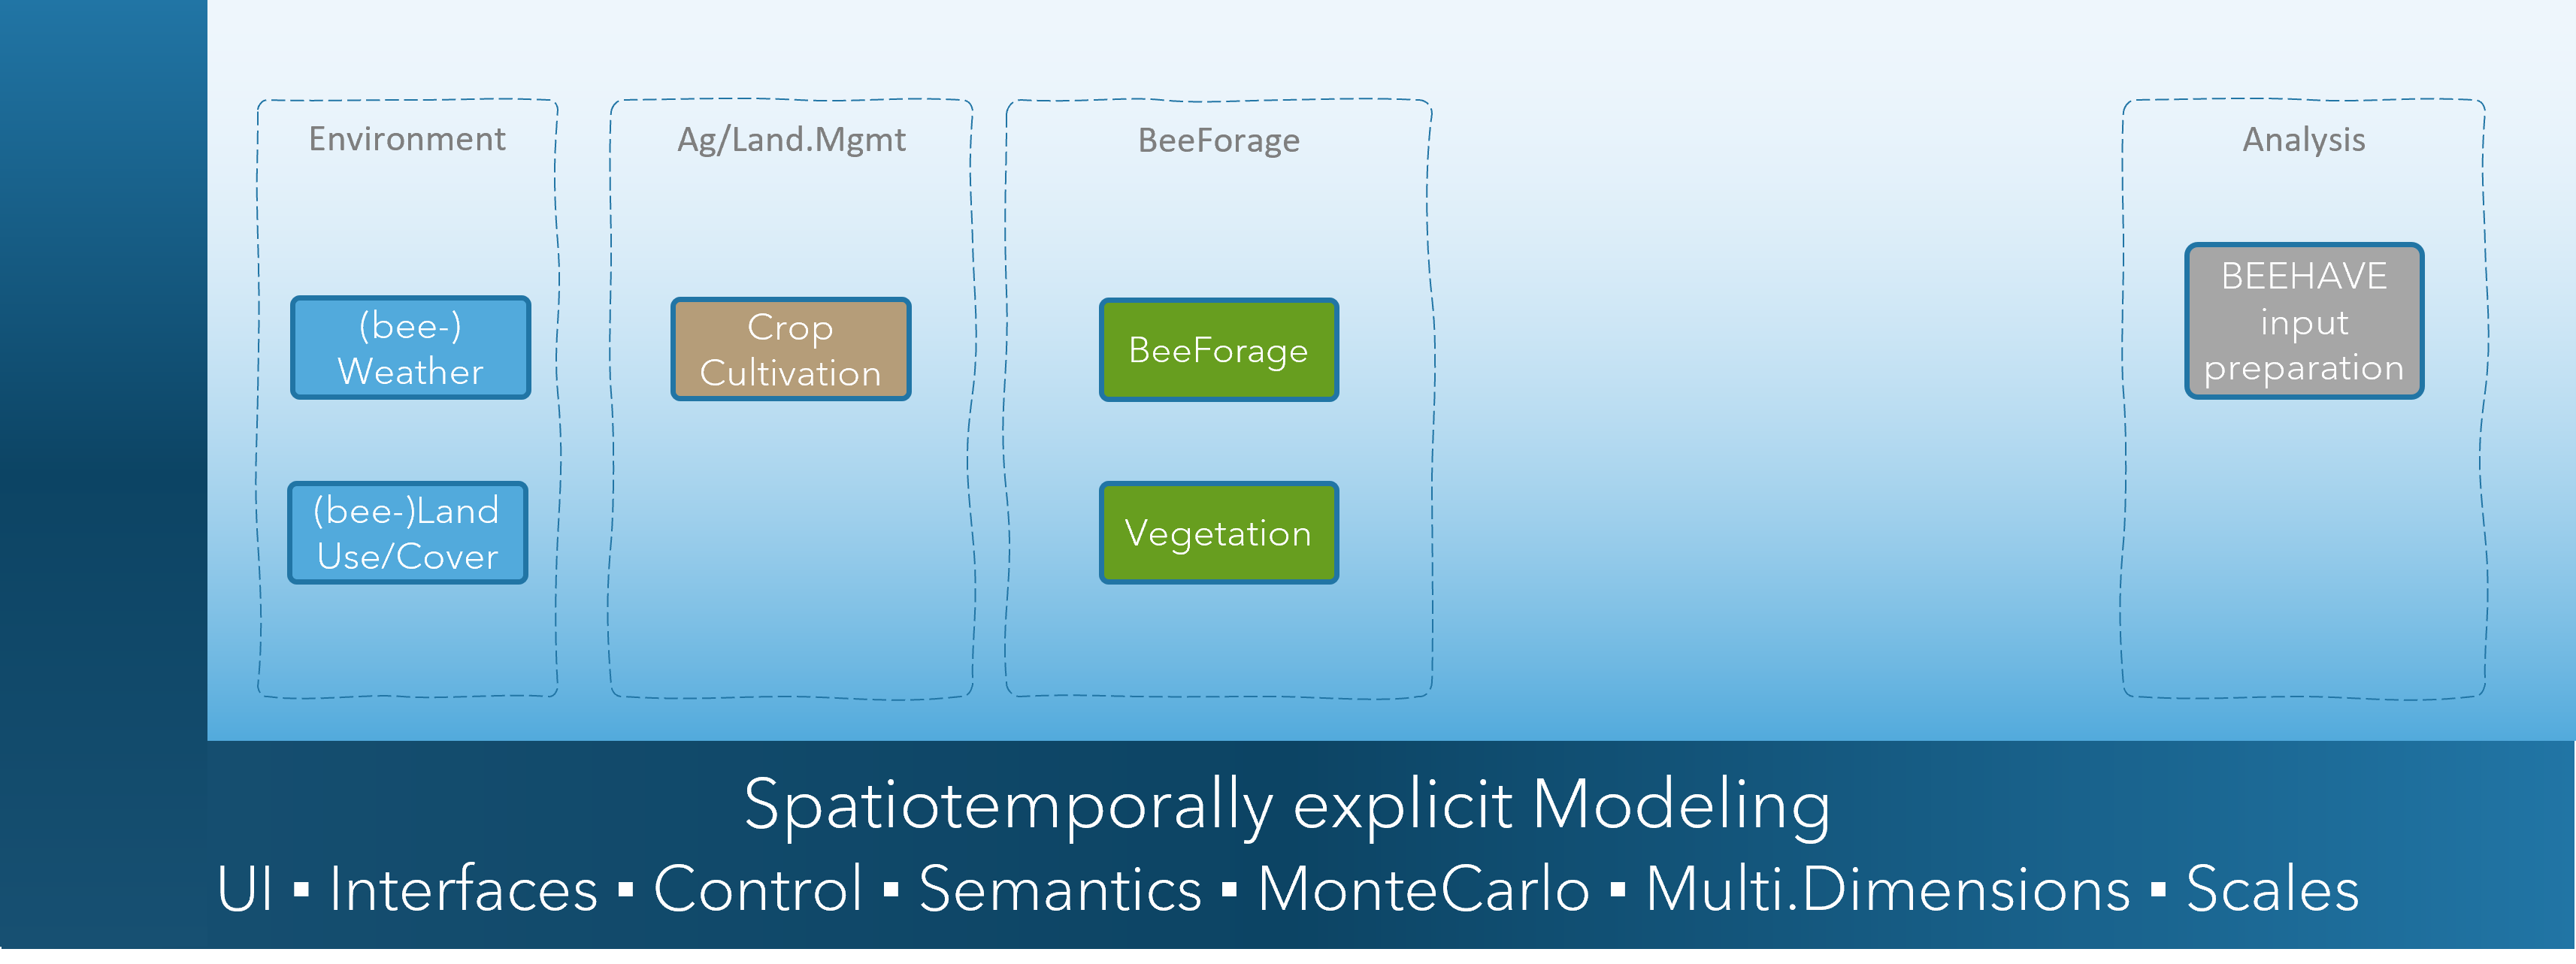 Environment
(bee-)
Weather
(bee-)Land
Use/Cover
Ag/Land.Mgmt
Crop
Cultivation
BeeForage
BeeForage
Vegetation
Analysis
BEEHAVE
input
preparation
Spatiotemporally explicit Modeling
UI ▪ Interfaces ▪ Control ▪ Semantics ▪ MonteCarlo ▪ Multi.Dimensions ▪ Scales